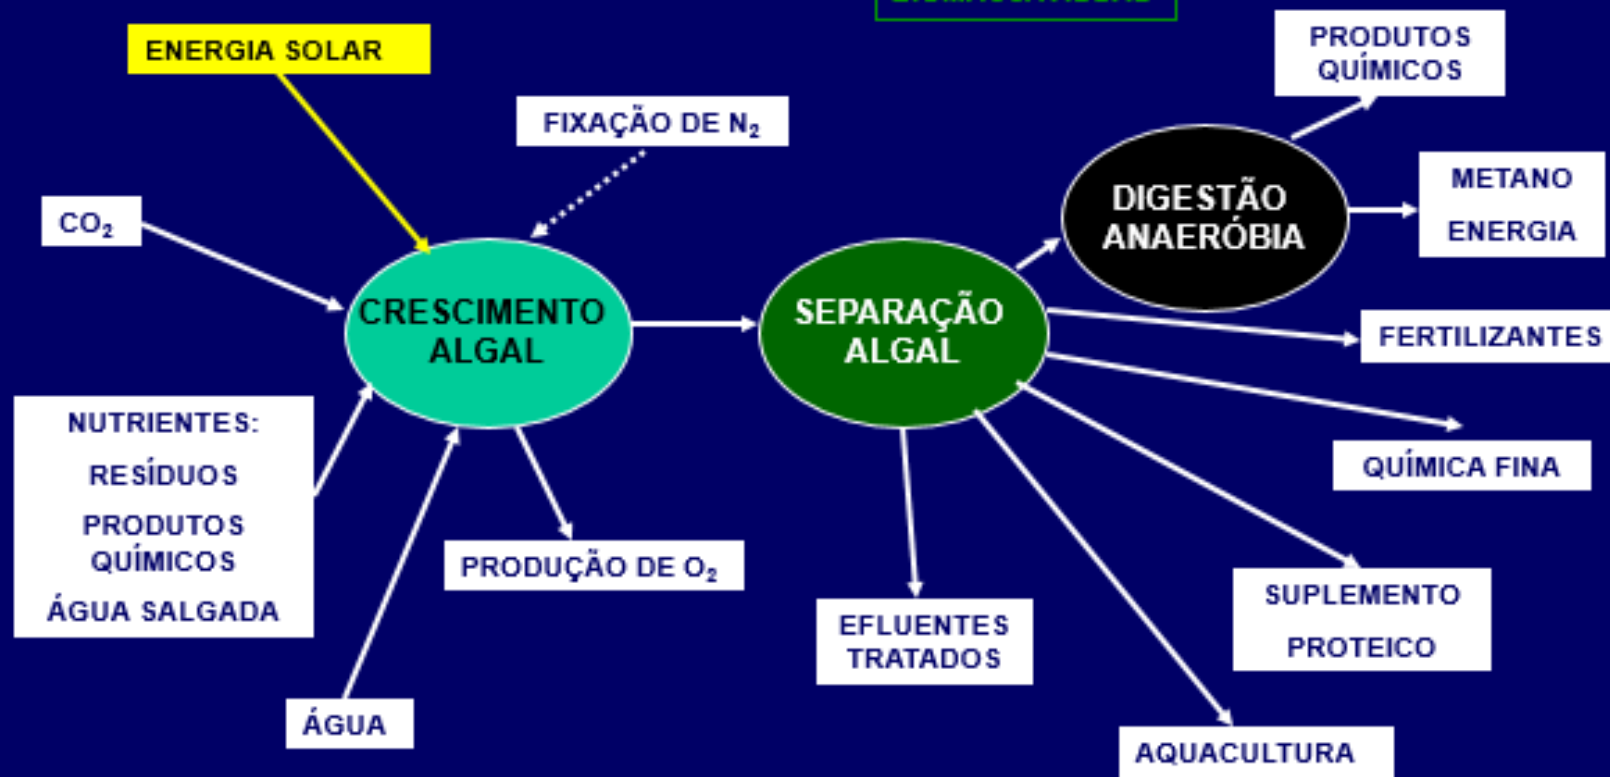 ENERGIA SOLAR
PRODUTOS
QUÍMICOS
FIXAÇÃO DE N₂
CO₂
DIGESTÃO
ANAERÓBIA
METANO
ENERGIA
CRESCIMENTO
ALGAL
SEPARAÇÃO
ALGAL
FERTILIZANTES
NUTRIENTES:
RESÍDUOS
PRODUTOS
QUÍMICOS
ÁGUA SALGADA
QUÍMICA FINA
PRODUÇÃO DE O₂
SUPLEMENTO
PROTEICO
EFLUENTES
TRATADOS
ÁGUA
AQUACULTURA